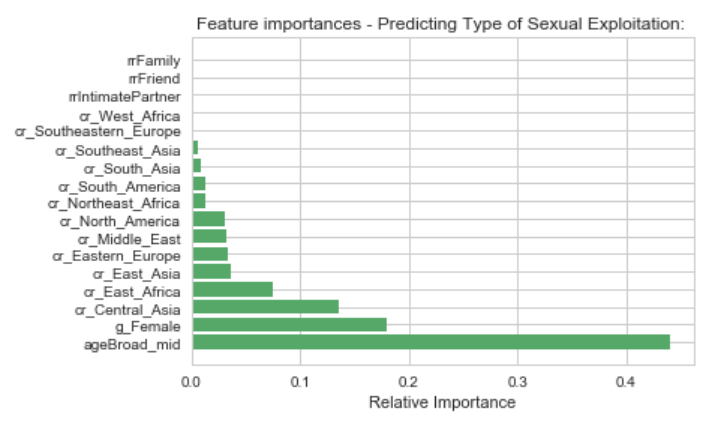 Feature importances - Predicting Type of Sexual Exploitation:
rrFamily
rrFriend
rrIntimatePartner
cr_West_Africa
cr_Southeastern_Europe
cr_Southeast_Asia
cr_South_Asia
cr_South_America
cr_Northeast_Africa
cr_North_America
cr_Middle_East
cr_Eastern_Europe
cr_East_Asia
cr_East_Africa
cr_Central_Asia
g_Female
ageBroad_mid
0.0 0.1 0.2 0.3 0.4
Relative Importance